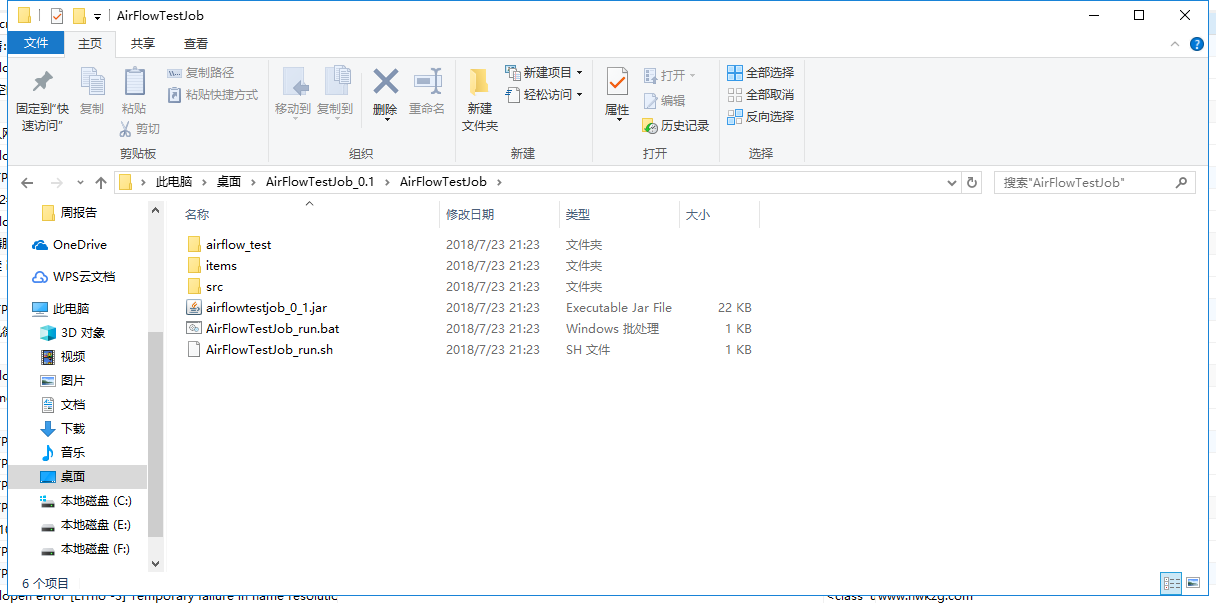 AirFlowTestJob
文件 主页 共享 查看
固定到"快速访问" 复制 粘贴 复制路径 粘贴快捷方式 剪切
移动到 复制到 删除 重命名
新建文件夹 新建项目 轻松访问
属性 打开 编辑 历史记录
全部选择 全部取消 反向选择
剪贴板 组织 新建 打开 选择
此电脑 > 桌面 > AirFlowTestJob_0.1 > AirFlowTestJob >
搜索"AirFlowTestJob"
周报告
OneDrive
WPS云文档
此电脑
3D 对象
视频
图片
文档
下载
音乐
桌面
本地磁盘 (C:)
本地磁盘 (E:)
本地磁盘 (F:)
名称 修改日期 类型 大小
airflow_test 2018/7/23 21:23 文件夹
items 2018/7/23 21:23 文件夹
src 2018/7/23 21:23 文件夹
airflowtestjob_0_1.jar 2018/7/23 21:23 Executable Jar File 22 KB
AirFlowTestJob_run.bat 2018/7/23 21:23 Windows 批处理 1 KB
AirFlowTestJob_run.sh 2018/7/23 21:23 SH 文件 1 KB
6 个项目